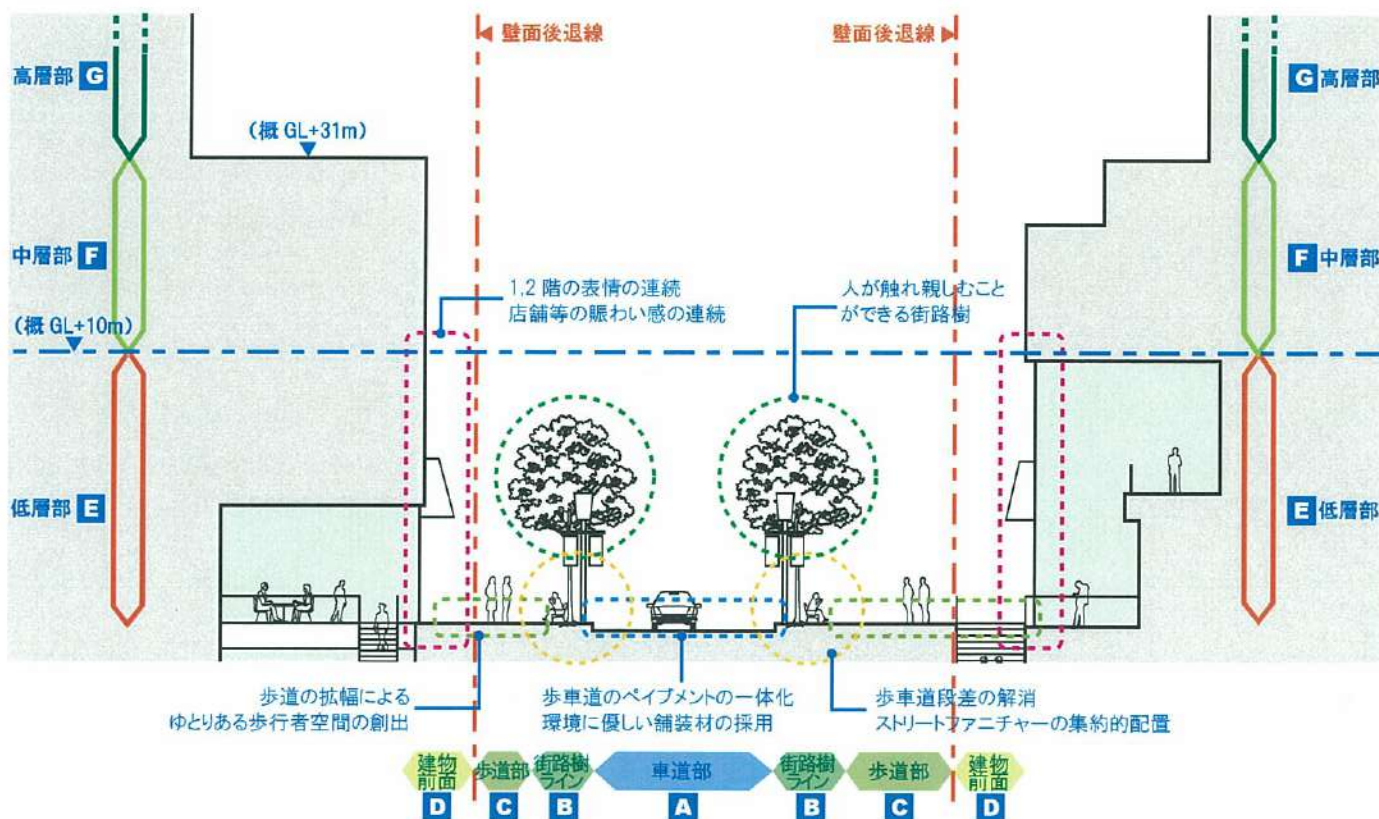 壁面後退線
壁面後退線
高層部 G
G 高層部
(概 GL+31m)
中層部 F
F 中層部
1,2 階の表情の連続
店舗等の賑わい感の連続
人が触れ親しむこと
ができる街路樹
(概 GL+10m)
低層部 E
E 低層部
歩道の拡幅による
ゆとりある歩行者空間の創出
歩車道のペイブメントの一体化
環境に優しい舗装材の採用
歩車道段差の解消
ストリートファニチャーの集約的配置
建物
前面
D
歩道部
C
街路樹
ライン
B
車道部
A
街路樹
ライン
B
歩道部
C
建物
前面
D